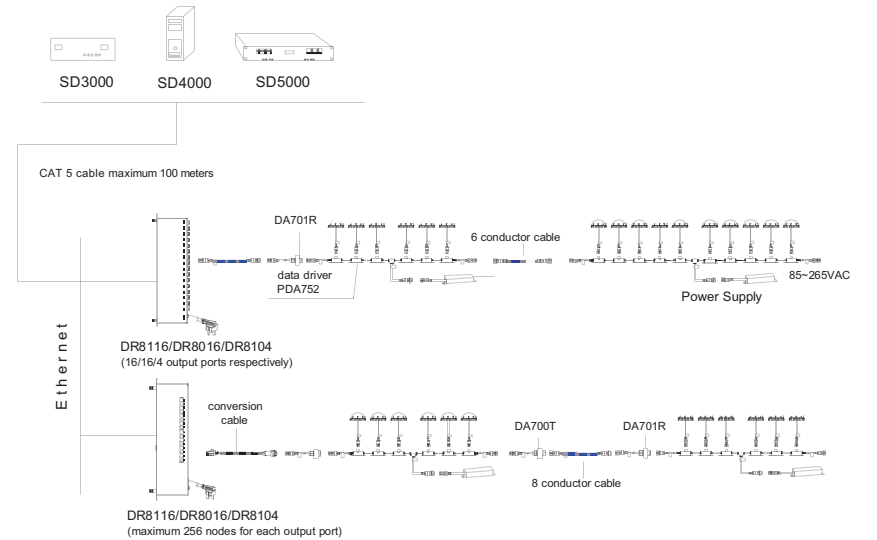 SD3000
SD4000
SD5000
CAT 5 cable maximum 100 meters
DA701R
6 conductor cable
data driver
PDA752
85~265VAC
Power Supply
Ethernet
DR8116/DR8016/DR8104
(16/16/4 output ports respectively)
conversion
cable
DA700T
DA701R
8 conductor cable
DR8116/DR8016/DR8104
(maximum 256 nodes for each output port)